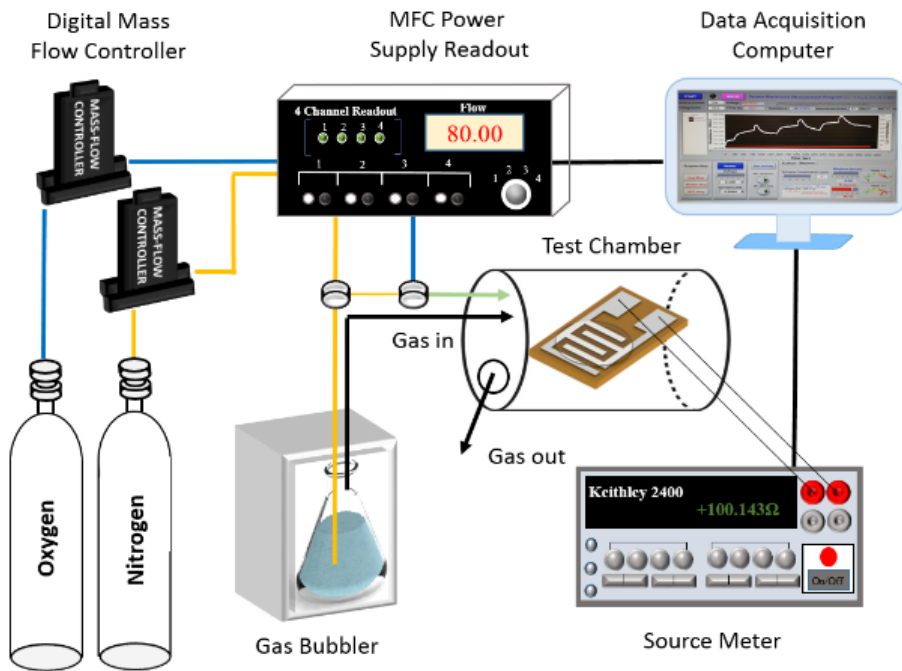 Digital Mass
Flow Controller
MFC Power
Supply Readout
Data Acquisition
Computer
MASS-FLOW
CONTROLLER
MASS-FLOW
CONTROLLER
4 Channel Readout
1 2 3 4
Flow
80.00
1 2 3 4
1 2 3 4
Test Chamber
Gas in
Gas out
Oxygen
Nitrogen
Gas Bubbler
Keithley 2400
+100.143Ω
On/Off
Source Meter